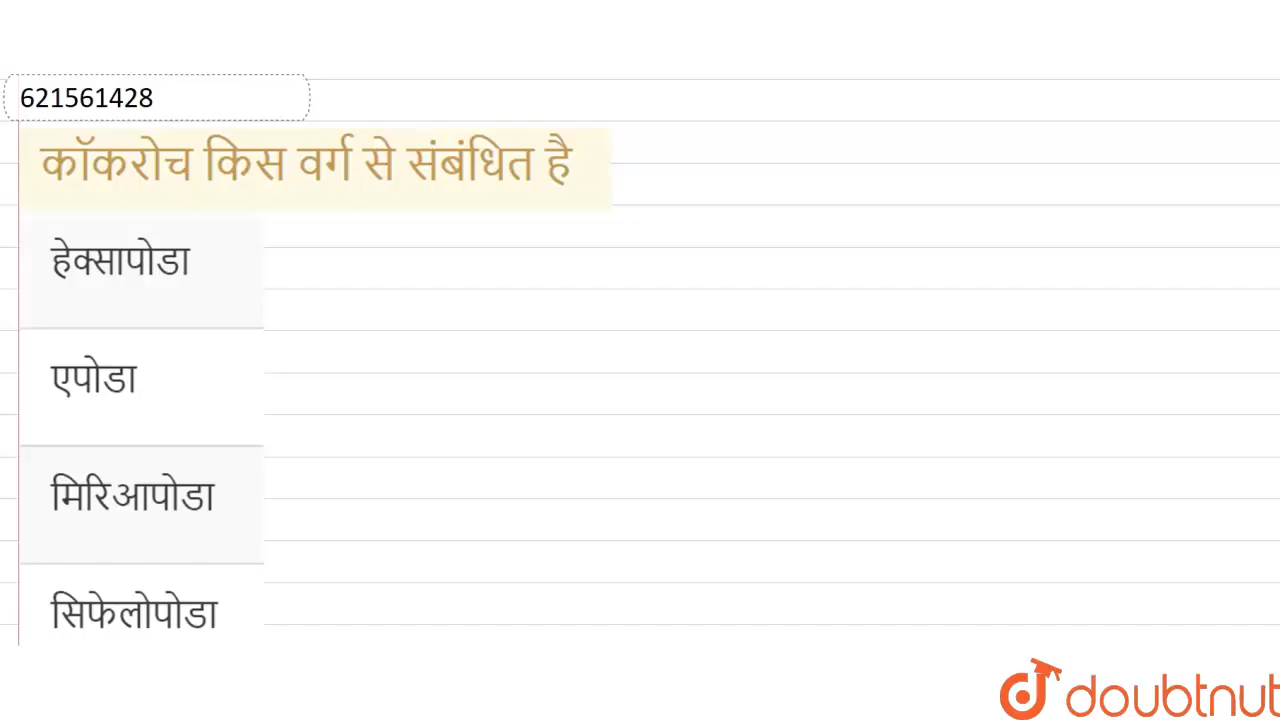 621561428
कॉकरोच किस वर्ग से संबंधित है
हेक्सापोडा
एपोडा
मिरिआपोडा
सिफेलोपोडा
doubtnut